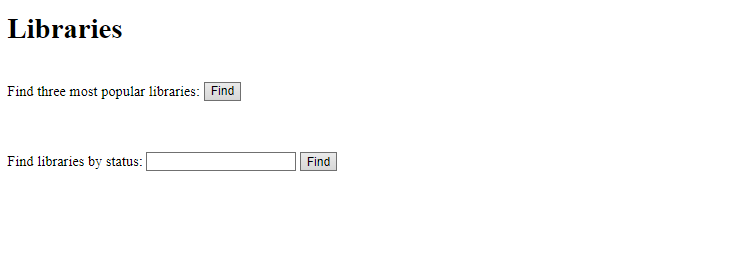 Libraries
Find three most popular libraries: Find
Find libraries by status: Find